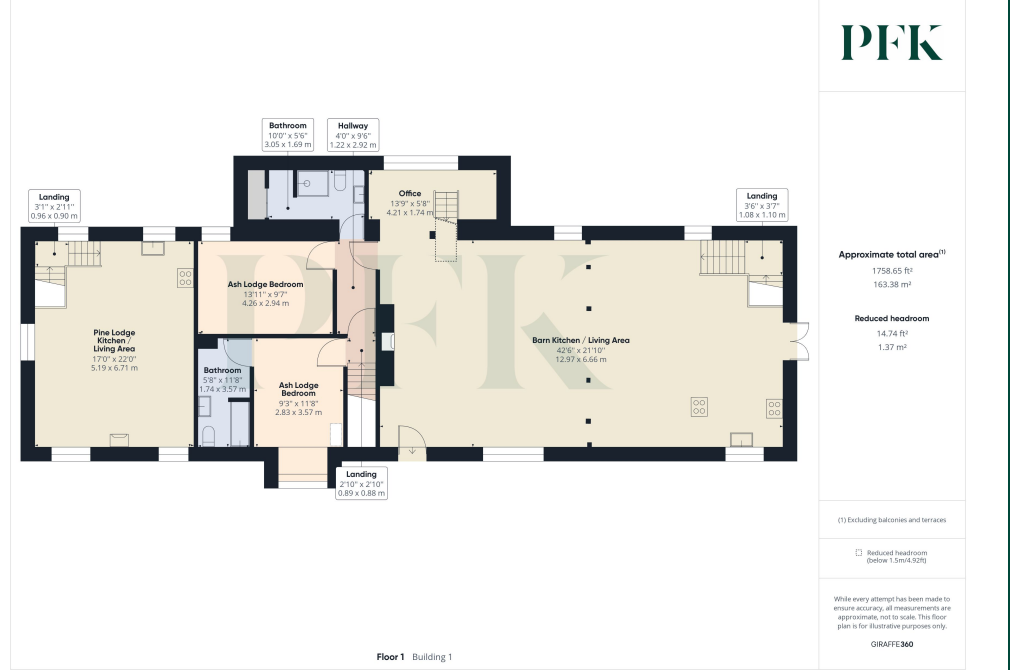 PFK
Bathroom
10'0" x 5'6"
3.05 x 1.69 m
Hallway
4'0" x 9'6"
1.22 x 2.92 m
Landing
3'1" x 2'11"
0.96 x 0.90 m
Office
13'9" x 5'8"
4.21 x 1.74 m
Landing
3'6" x 3'7"
1.08 x 1.10 m
PFK
Ash Lodge Bedroom
13'11" x 9'7"
4.26 x 2.94 m
Pine Lodge
Kitchen /
Living Area
17'0" x 22'0"
5.19 x 6.71 m
Barn Kitchen / Living Area
42'6" x 21'10"
12.97 x 6.66 m
Bathroom
5'8" x 11'8"
1.74 x 3.57 m
Ash Lodge
Bedroom
9'3" x 11'8"
2.83 x 3.57 m
Landing
2'10" x 2'10"
0.89 x 0.88 m
Floor 1 Building 1
Approximate total area(1)
1758.65 ft²
163.38 m²
Reduced headroom
14.74 ft²
1.37 m²
(1) Excluding balconies and terraces
Reduced headroom
(below 1.5m/4.92ft)
While every attempt has been made to
ensure accuracy, all measurements are
approximate, not to scale. This floor
plan is for illustrative purposes only.
GIRAFFE360